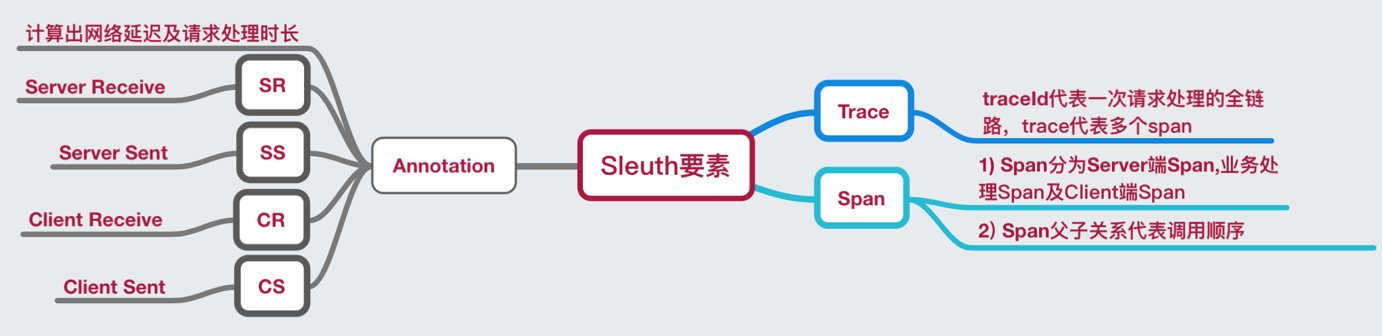 计算出网络延迟及请求处理时长
Server Receive
SR
Server Sent
SS
Client Receive
CR
Client Sent
CS
Annotation
Sleuth要素
Trace
traceId代表一次请求处理的全链
路，trace代表多个span
Span
1) Span分为Server端Span,业务处
理Span及Client端Span
2) Span父子关系代表调用顺序